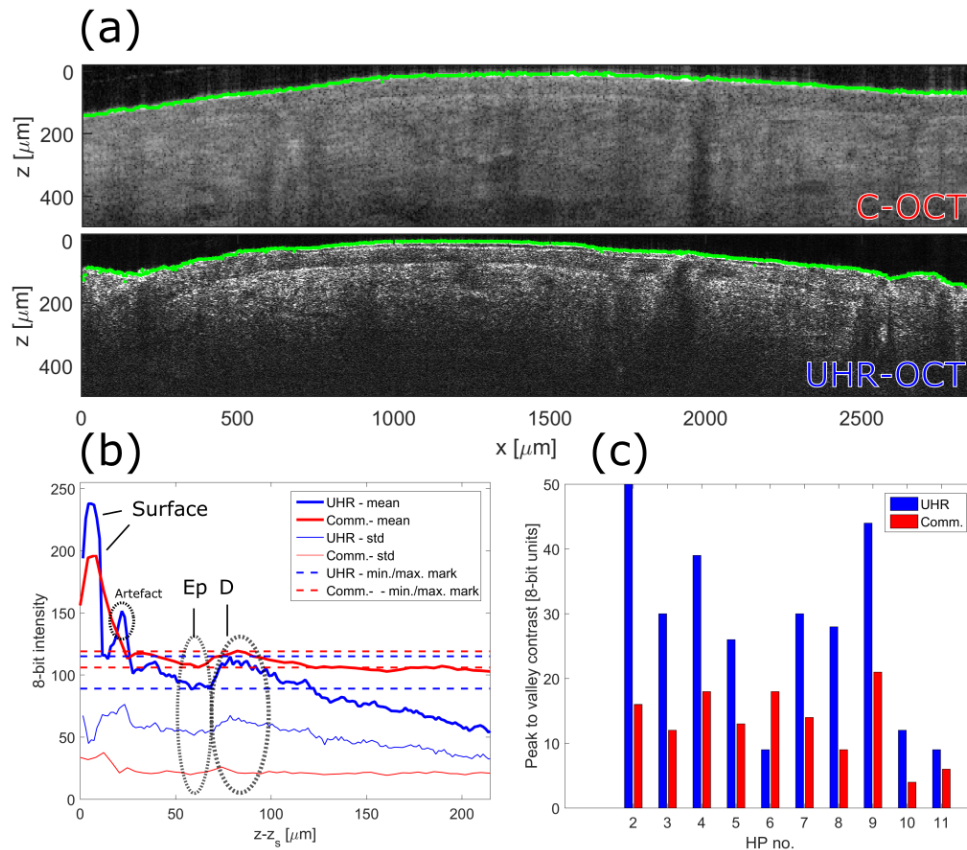 (a)
0
200
400
z [μm]
C-OCT
0
200
400
z [μm]
UHR-OCT
0 500 1000 1500 2000 2500
x [μm]
(b)
250
200
150
100
50
0
8-bit intensity
Surface
Artefact
Ep
D
UHR - mean
Comm.- mean
UHR - std
Comm.- std
UHR - min./max. mark
Comm.- - min./max. mark
0 50 100 150 200
z-zs [μm]
(c)
50
40
30
20
10
0
Peak to valley contrast [8-bit units]
UHR
Comm.
2 3 4 5 6 7 8 9 10 11
HP no.